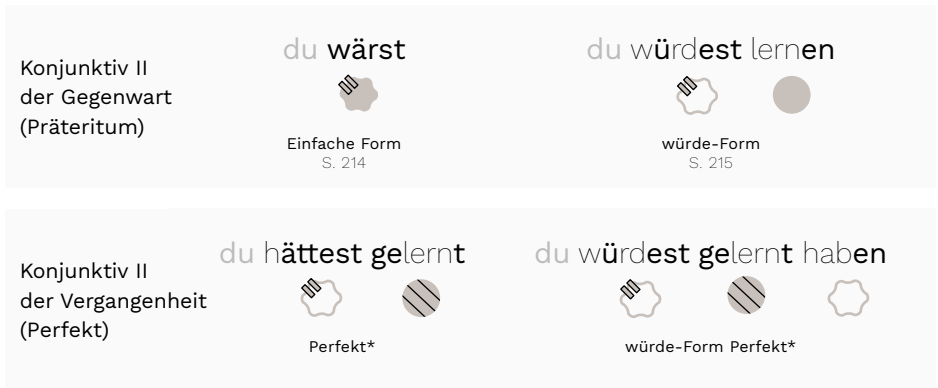 Konjunktiv II
der Gegenwart
(Präteritum)
du wärst
Einfache Form
S. 214
du würdest lernen
würde-Form
S. 215
Konjunktiv II
der Vergangenheit
(Perfekt)
du hättest gelernt
Perfekt*
du würdest gelernt haben
würde-Form Perfekt*